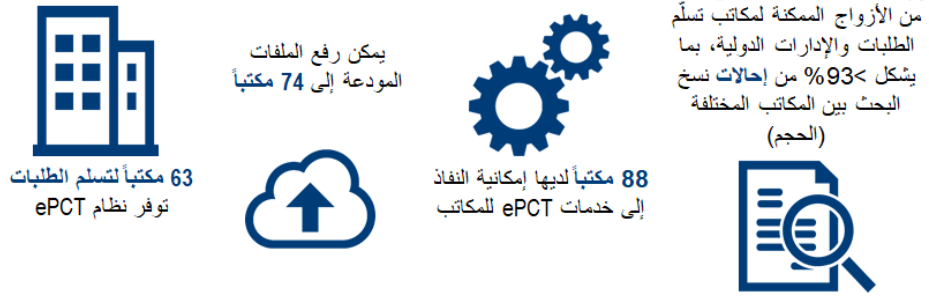 من الأزواج الممكنة لمكاتب تسلّم
الطلبات والإدارات الدولية، بما
يشكل >93% من إحالات نسخ
البحث بين المكاتب المختلفة
(الحجم)
88 مكتباً لديها إمكانية النفاذ
إلى خدمات ePCT للمكاتب
يمكن رفع الملفات
المودعة إلى 74 مكتباً
63 مكتباً لتسلم الطلبات
توفر نظام ePCT